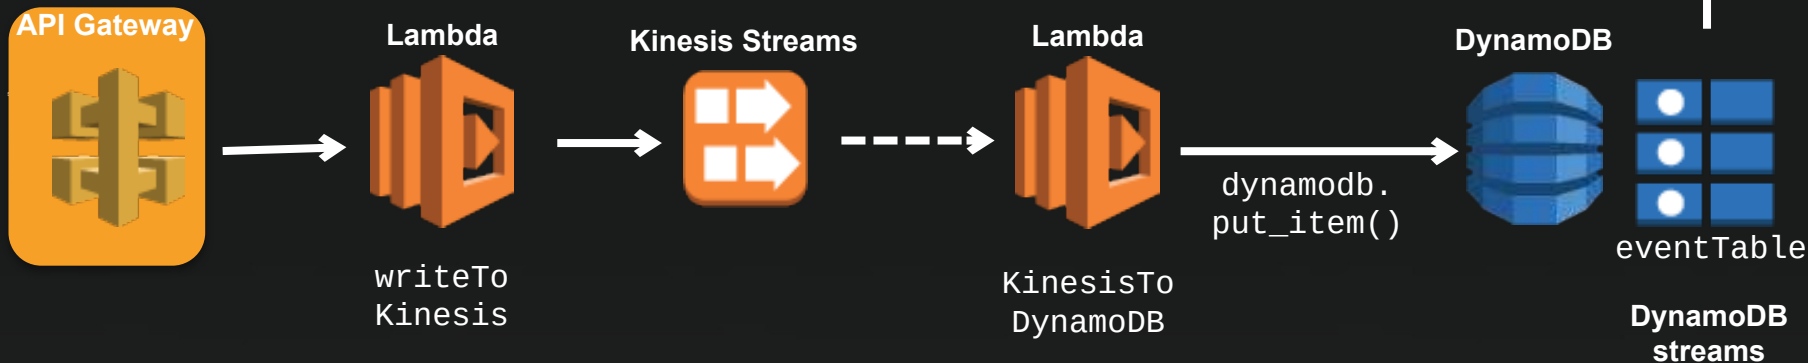 API Gateway
Lambda
Kinesis Streams
Lambda
DynamoDB
writeTo
Kinesis
KinesisTo
DynamoDB
dynamodb.
put_item()
eventTable
DynamoDB
streams